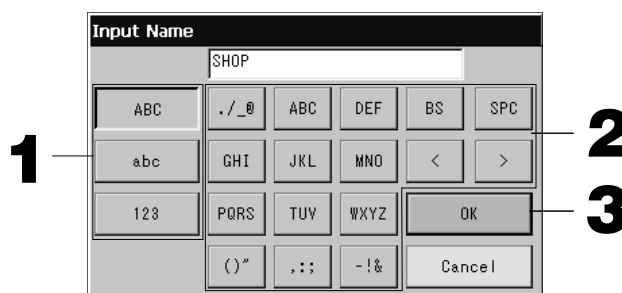 Input Name
SHOP
ABC ./_@ ABC DEF BS SPC
1 abc GHI JKL MNO < > 2
123 PQRS TUV WXYZ OK 3
()" ,:; -!& Cancel